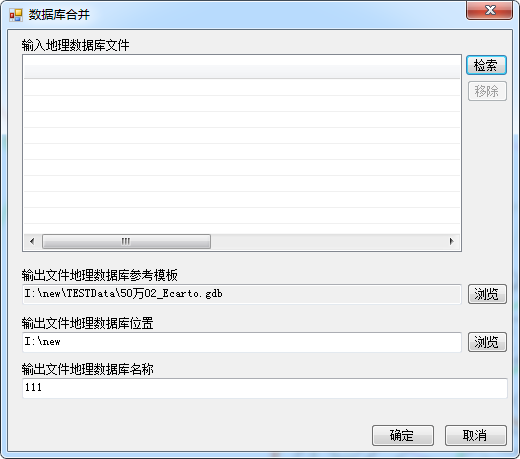 数据库合并
输入地理数据库文件
检索
移除
输出文件地理数据库参考模板
I:\new\TESTData\50万02_Ecarto.gdb
浏览
输出文件地理数据库位置
I:\new
浏览
输出文件地理数据库名称
111
确定
取消